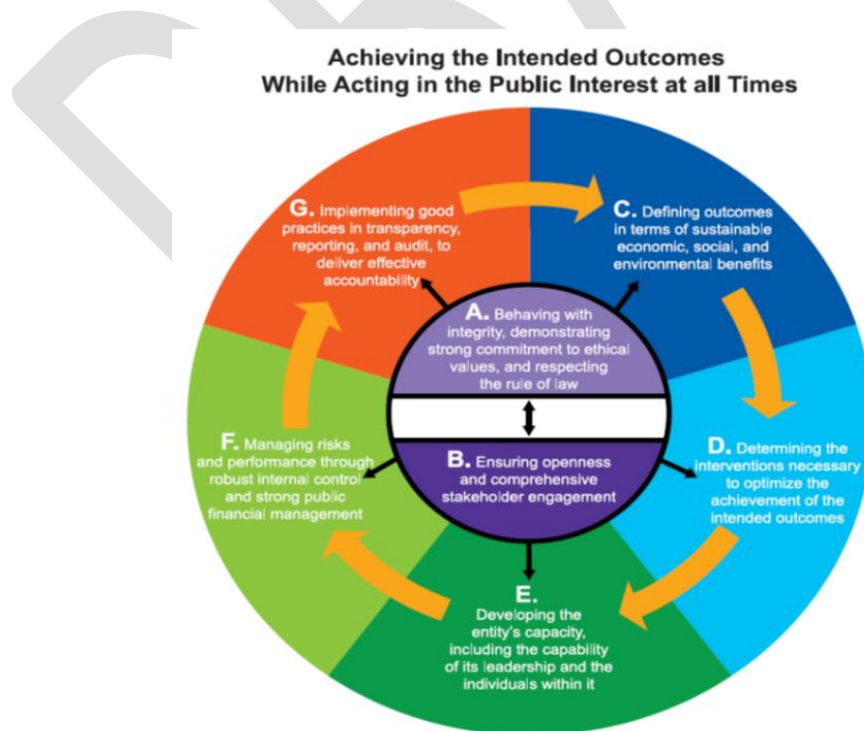 Achieving the Intended Outcomes
While Acting in the Public Interest at all Times
G. Implementing good
practices in transparency,
reporting, and audit, to
deliver effective
accountability
C. Defining outcomes
in terms of sustainable
economic, social, and
environmental benefits
A. Behaving with
integrity, demonstrating
strong commitment to ethical
values, and respecting
the rule of law
B. Ensuring openness
and comprehensive
stakeholder engagement
F. Managing risks
and performance through
robust internal control
and strong public
financial management
D. Determining the
interventions necessary
to optimize the
achievement of the
intended outcomes
E.
Developing the
entity's capacity,
including the capability
of its leadership and the
individuals within it